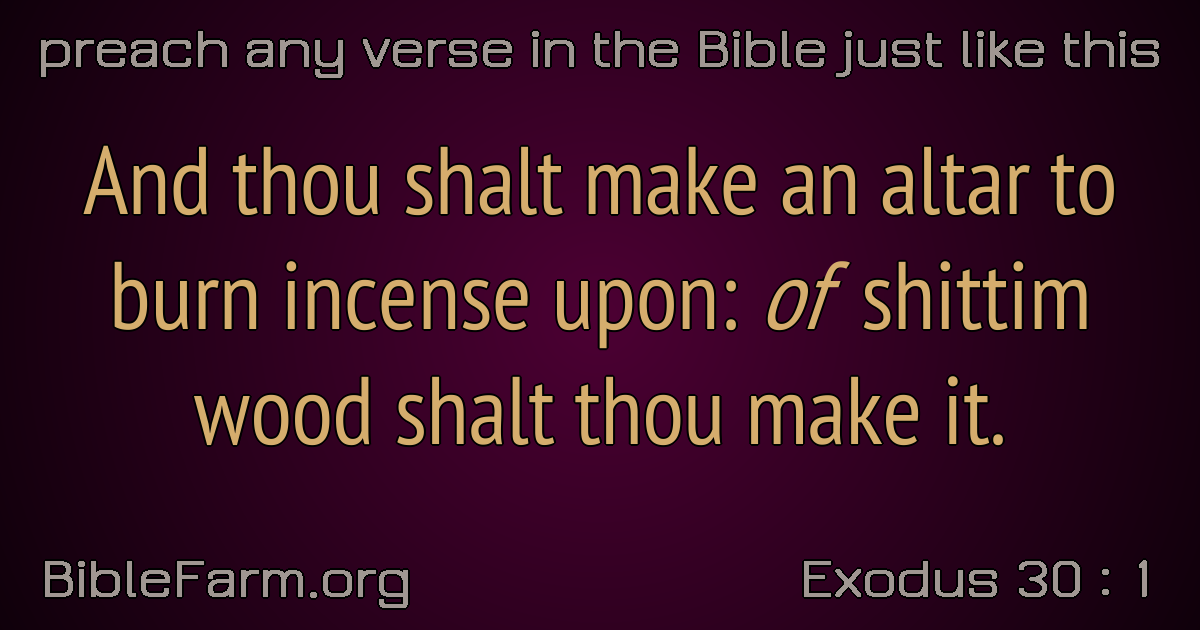 preach any verse in the Bible just like this
And thou shalt make an altar to
burn incense upon: of shittim
wood shalt thou make it.
BibleFarm.org
Exodus 30 : 1